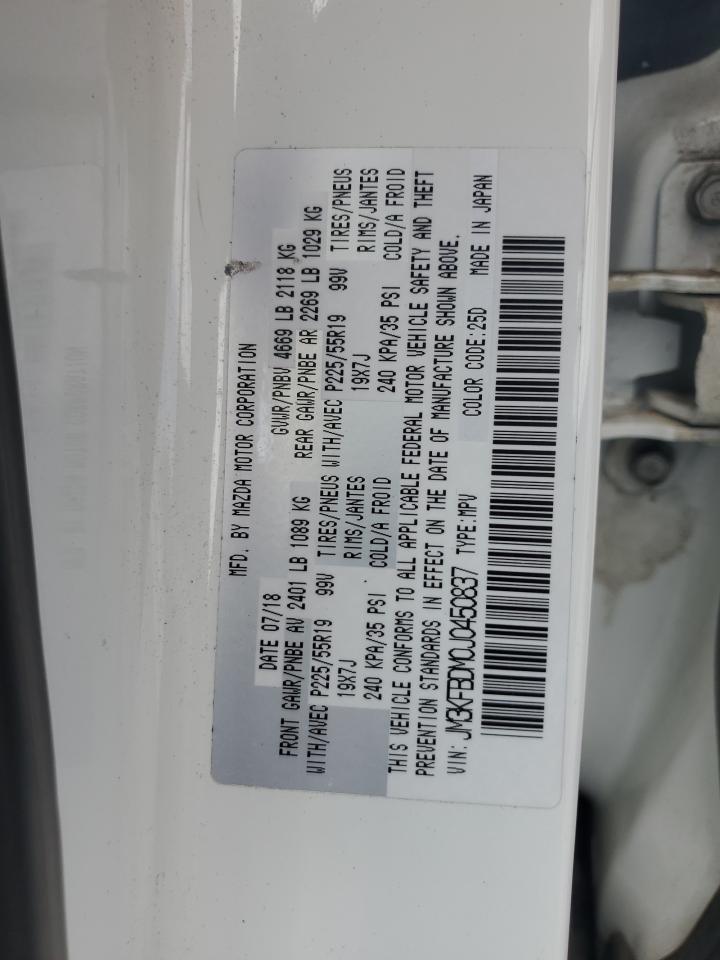 MFD. BY MAZDA MOTOR CORPORATION
DATE 07/18 GVWR/PNBV 4669 LB 2118 KG
FRONT GAWR/PNBE AV 2401 LB 1089 KG REAR GAWR/PNBE AR 2269 LB 1029 KG
WITH/AVEC P225/55R19 99V TIRES/PNEUS WITH/AVEC P225/55R19 99V TIRES/PNEUS
19X7J RIMS/JANTES 19X7J RIMS/JANTES
240 KPA/35 PSI COLD/A FROID 240 KPA/35 PSI COLD/A FROID
THIS VEHICLE CONFORMS TO ALL APPLICABLE FEDERAL MOTOR VEHICLE SAFETY AND THEFT
PREVENTION STANDARDS IN EFFECT ON THE DATE OF MANUFACTURE SHOWN ABOVE.
VIN: JM3KFBDM0J0450837 TYPE:MPV COLOR CODE:25D MADE IN JAPAN